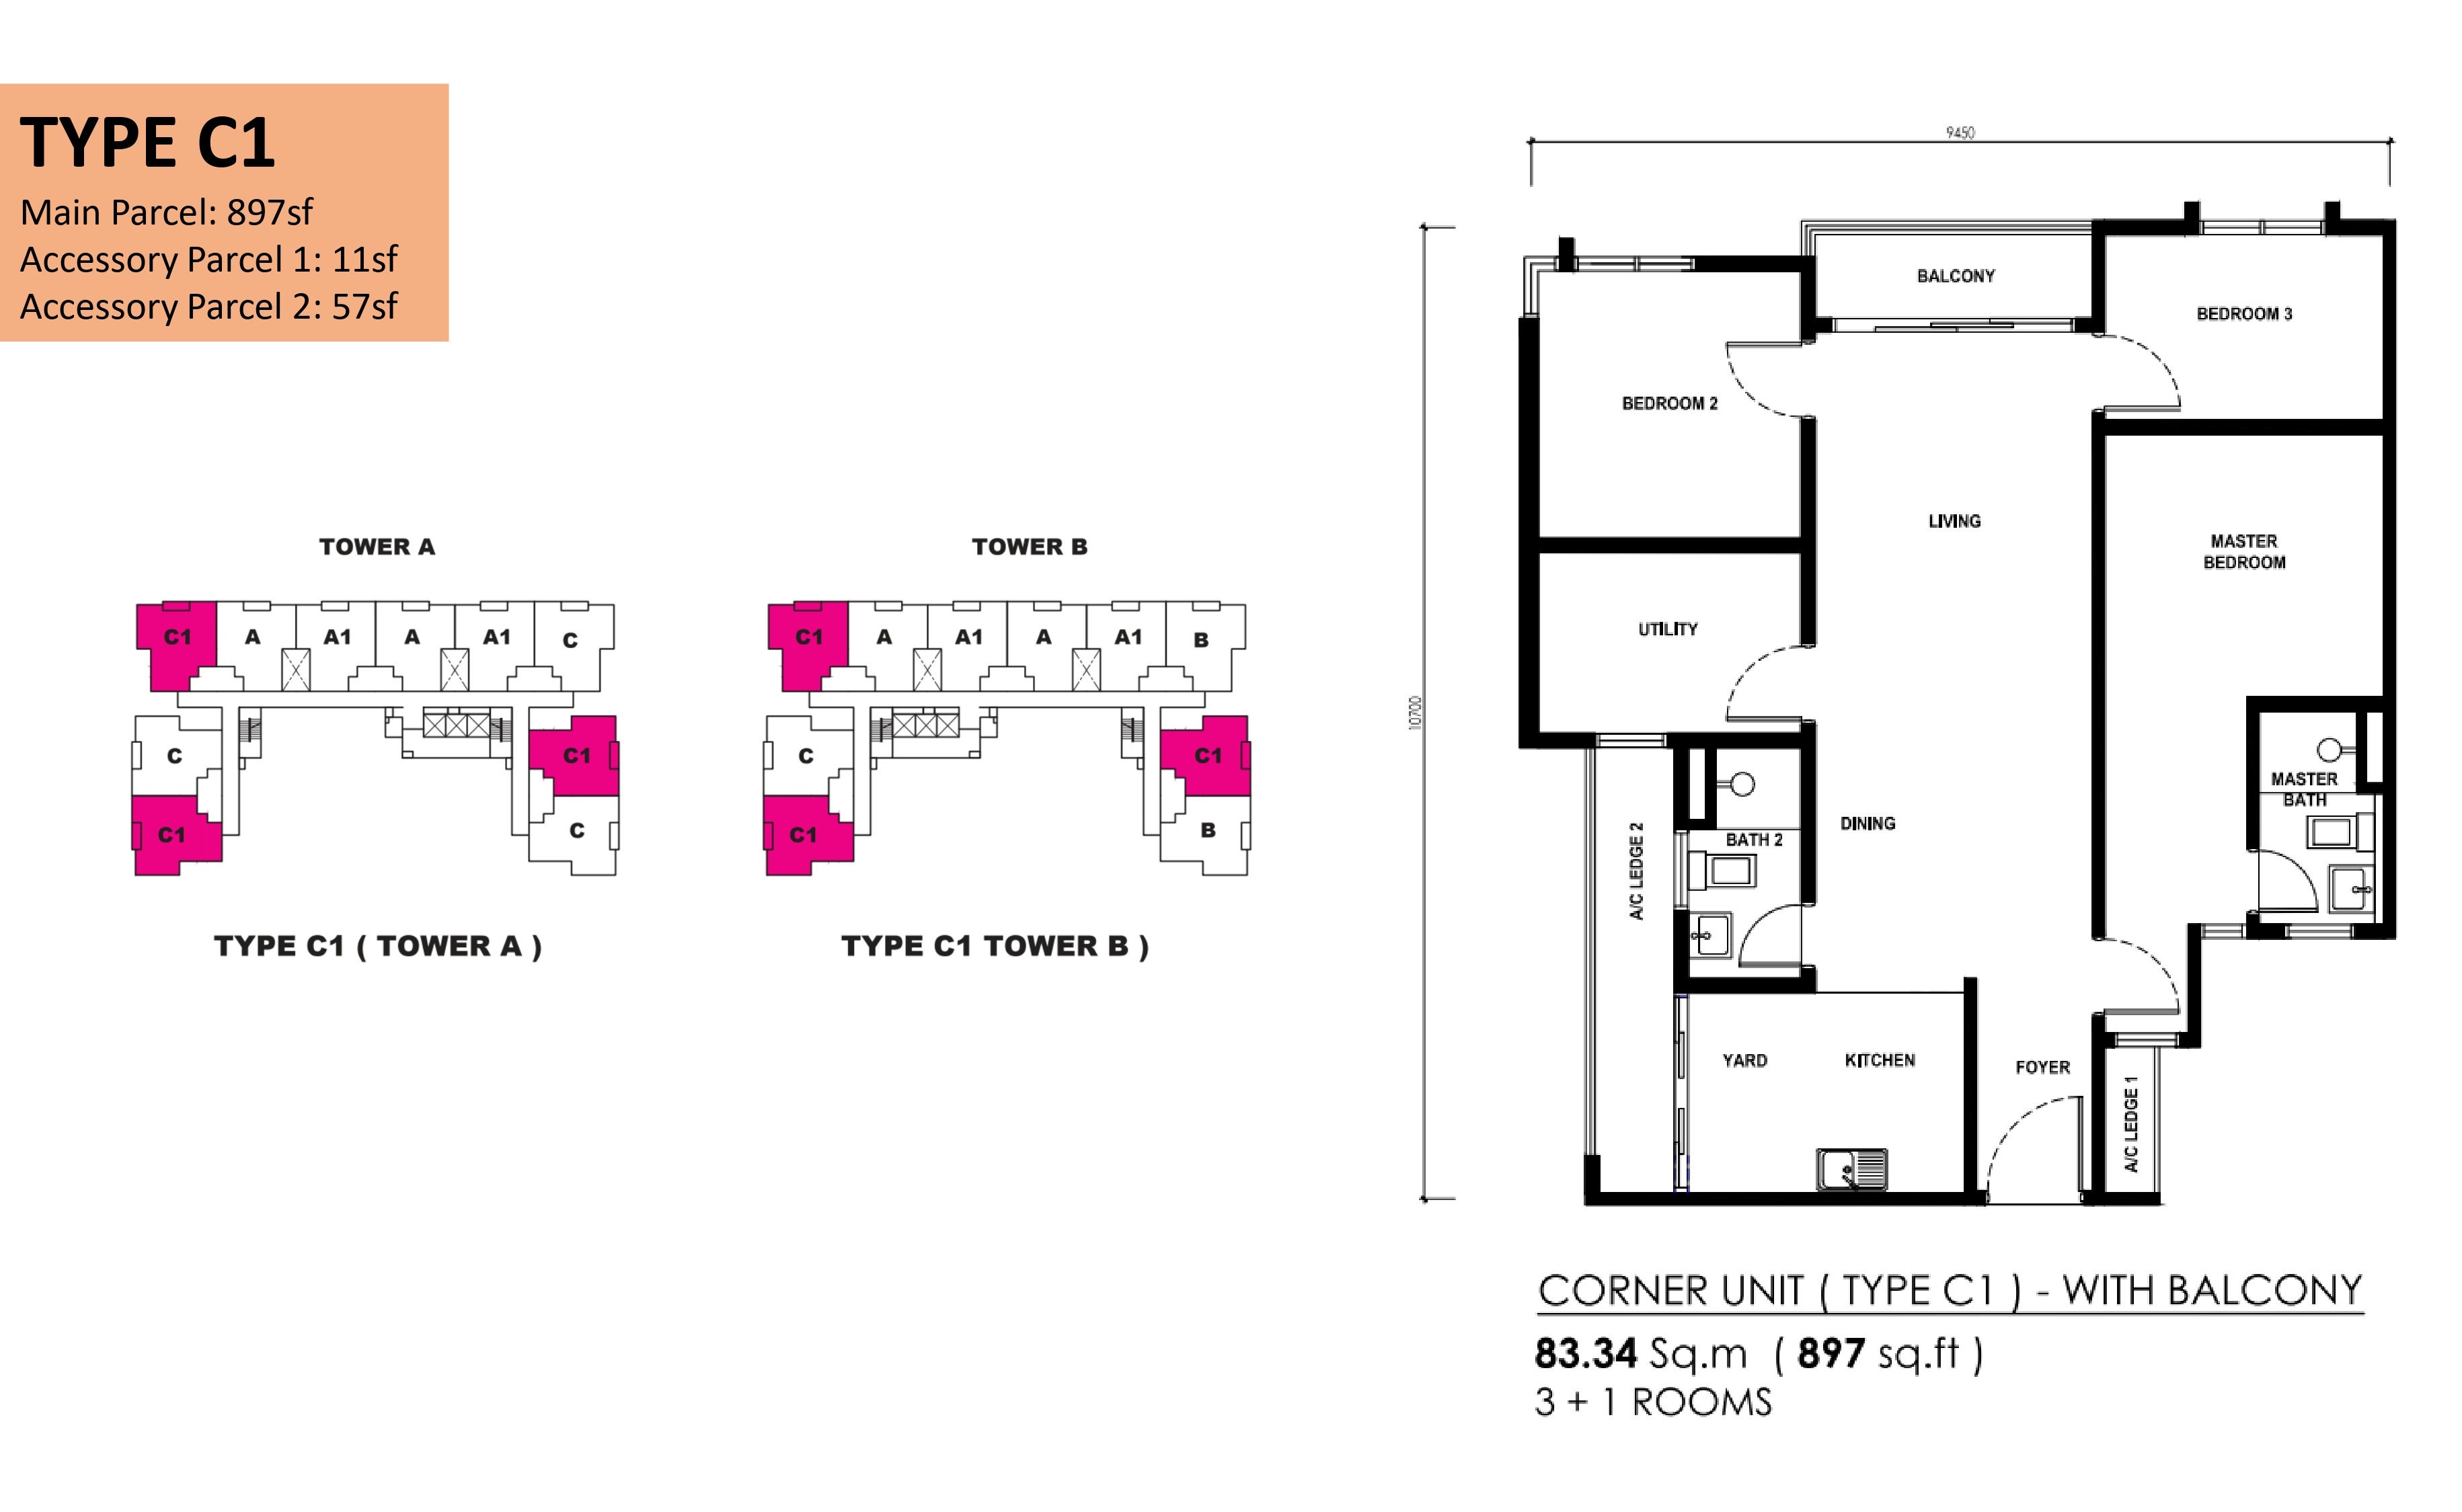 TYPE C1
Main Parcel: 897sf
Accessory Parcel 1: 11sf
Accessory Parcel 2: 57sf
TOWER A
C1
A
A1
A
A1
C
C
C1
C1
C
TYPE C1 ( TOWER A )
TOWER B
C1
A
A1
A
A1
B
C
C1
C1
B
TYPE C1 TOWER B )
9450
10700
BALCONY
BEDROOM 3
BEDROOM 2
LIVING
MASTER
BEDROOM
UTILITY
MASTER
BATH
DINING
BATH 2
A/C LEDGE 2
YARD
KITCHEN
FOYER
A/C LEDGE 1
CORNER UNIT ( TYPE C1 ) - WITH BALCONY
83.34 Sq.m ( 897 sq.ft )
3 + 1 ROOMS